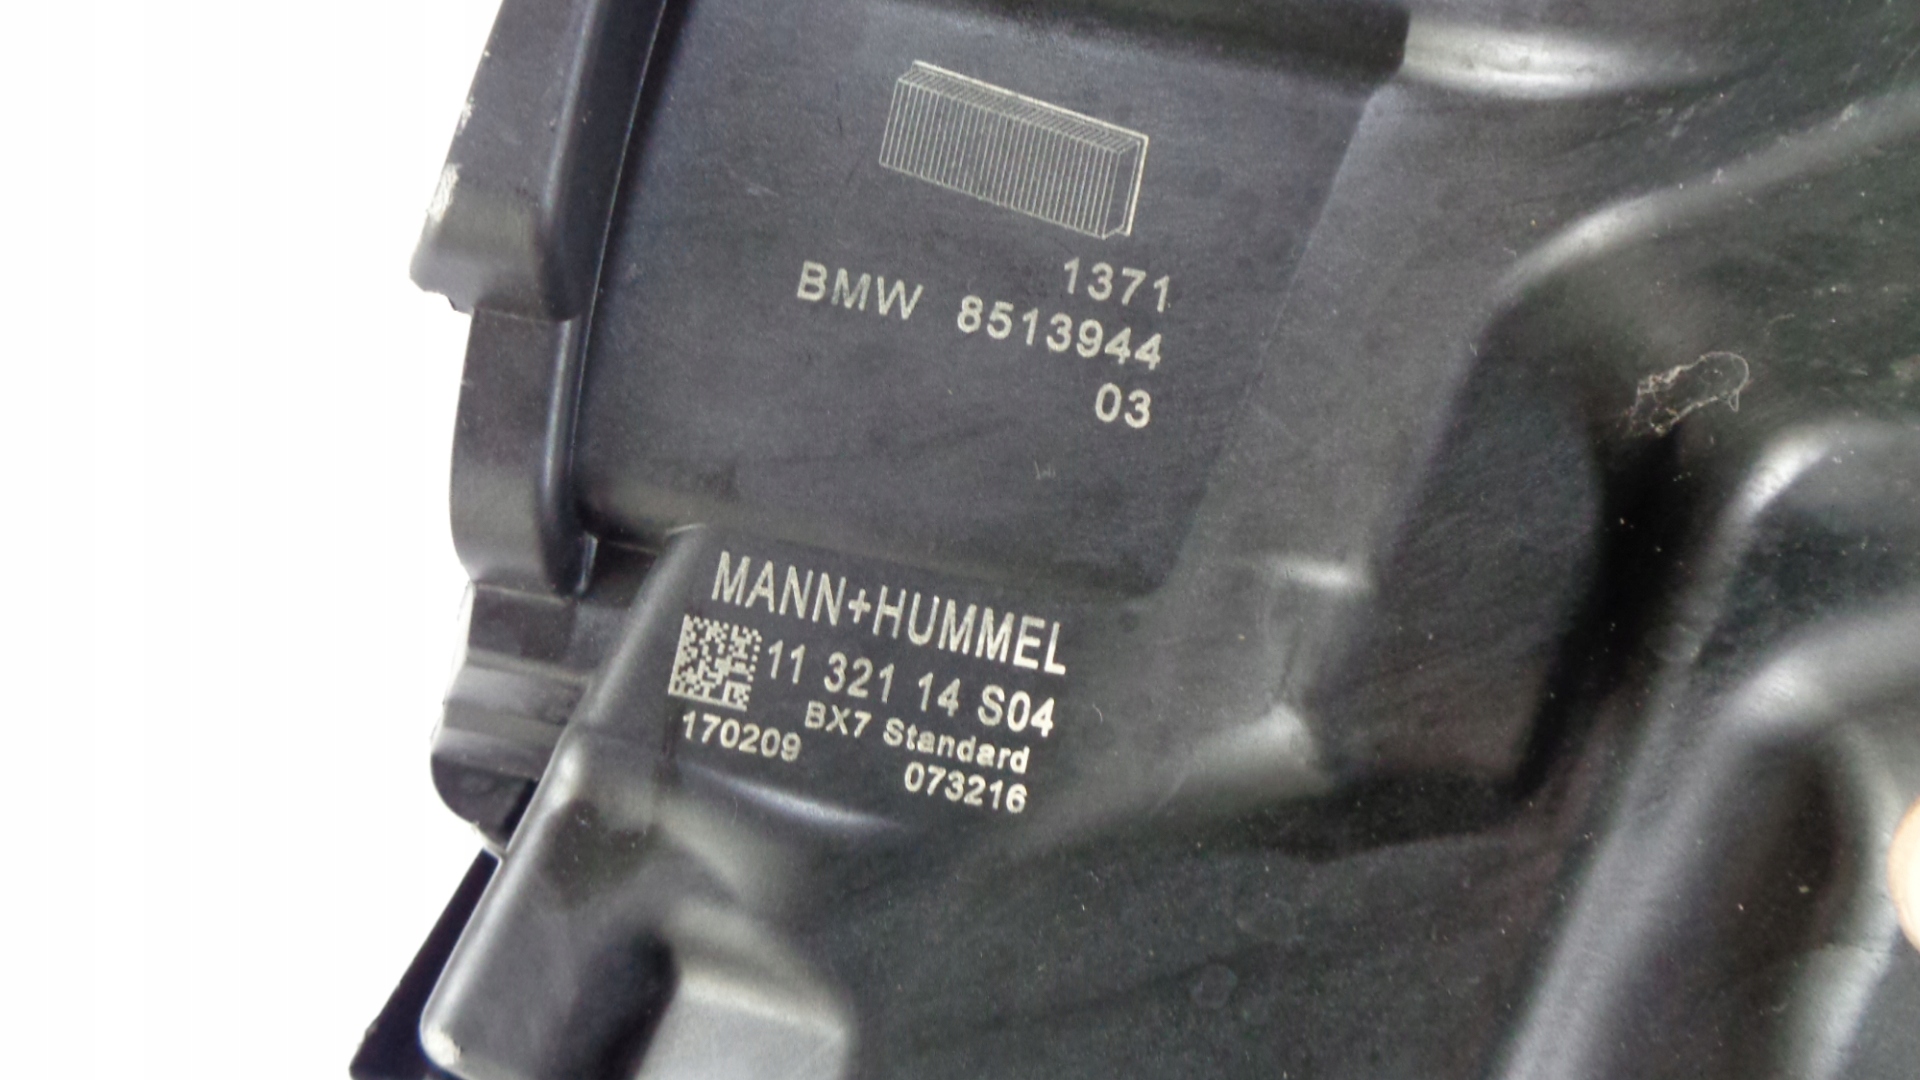 1371
BMW 8513944
03
MANN+HUMMEL
11 321 14 S04
BX7 Standard
170209
073216